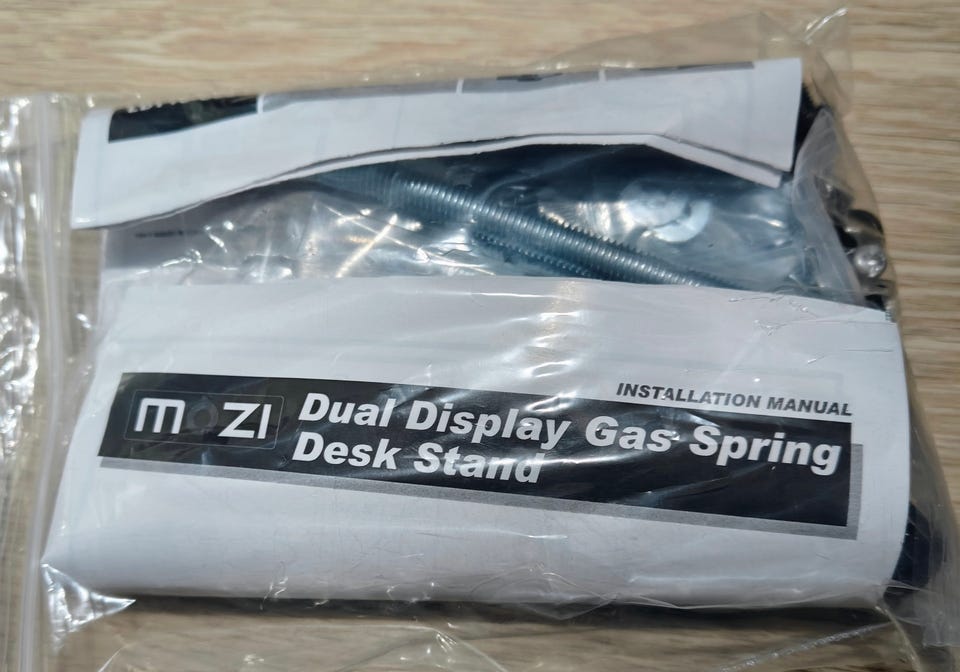 INSTALLATION MANUAL
MOZI
Dual Display Gas Spring
Desk Stand